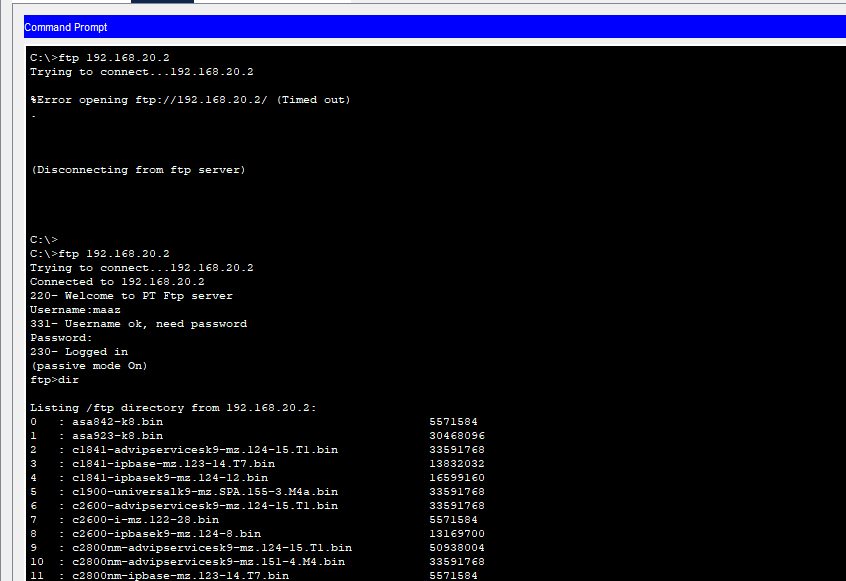 Command Prompt
C:\>ftp 192.168.20.2
Trying to connect...192.168.20.2
%Error opening ftp://192.168.20.2/ (Timed out)
.
(Disconnecting from ftp server)
C:\>
C:\>ftp 192.168.20.2
Trying to connect...192.168.20.2
Connected to 192.168.20.2
220- Welcome to PT Ftp server
Username:maaz
331- Username ok, need password
Password:
230- Logged in
(passive mode On)
ftp>dir
Listing /ftp directory from 192.168.20.2:
0 : asa842-k8.bin 5571584
1 : asa923-k8.bin 30468096
2 : c1841-advipservicesk9-mz.124-15.T1.bin 33591768
3 : c1841-ipbase-mz.123-14.T7.bin 13832032
4 : c1841-ipbasek9-mz.124-12.bin 16599160
5 : c1900-universalk9-mz.SPA.155-3.M4a.bin 33591768
6 : c2600-advipservicesk9-mz.124-15.T1.bin 33591768
7 : c2600-i-mz.122-28.bin 5571584
8 : c2600-ipbasek9-mz.124-8.bin 13169700
9 : c2800nm-advipservicesk9-mz.124-15.T1.bin 50938004
10 : c2800nm-advipservicesk9-mz.151-4.M4.bin 33591768
11 : c2800nm-ipbase-mz.123-14.T7.bin 5571584